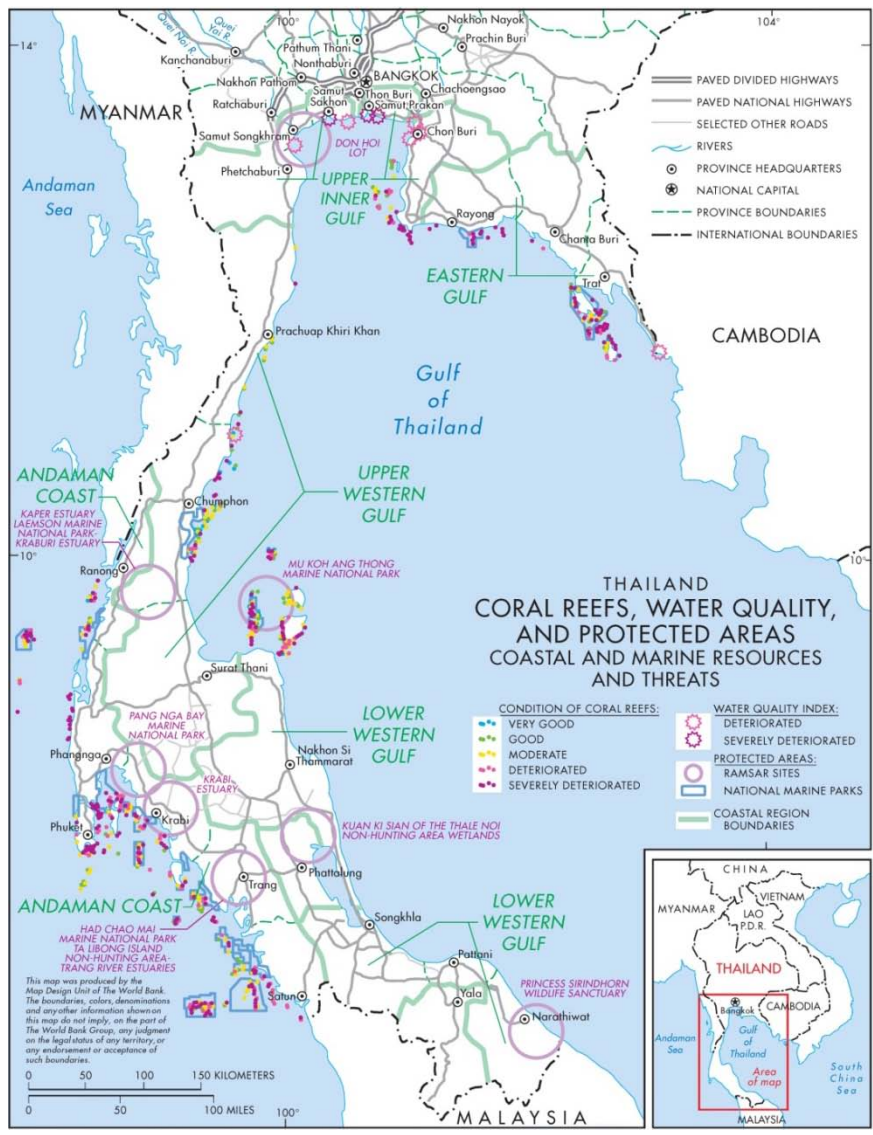 100°
104°
14°
Quei Noi R.
Quei Yai R.
Nakhon Nayok
Pathum Thani
Prachin Buri
Nonthaburi
Kanchanaburi
BANGKOK
Nakhon Pathom
Thon Buri
Chachoengsao
Samut Sakhon
Samut Prakan
Ratchaburi
MYANMAR
Samut Songkhram
DON HOI
LOT
Chon Buri
Phetchaburi
UPPER
INNER
GULF
Andaman
Sea
Rayong
Chanta Buri
EASTERN
GULF
Trat
PAVED DIVIDED HIGHWAYS
PAVED NATIONAL HIGHWAYS
SELECTED OTHER ROADS
RIVERS
PROVINCE HEADQUARTERS
NATIONAL CAPITAL
PROVINCE BOUNDARIES
INTERNATIONAL BOUNDARIES
Prachuap Khiri Khan
CAMBODIA
Gulf
of
Thailand
ANDAMAN
COAST
KAPER ESTUARY
LAEMSON MARINE
NATIONAL PARK-
KRABURI ESTUARY
UPPER
WESTERN
GULF
Chumphon
10°
10°
Ranong
MU KOH ANG THONG
MARINE NATIONAL PARK
THAILAND
CORAL REEFS, WATER QUALITY,
AND PROTECTED AREAS
COASTAL AND MARINE RESOURCES
AND THREATS
Surat Thani
CONDITION OF CORAL REEFS:
VERY GOOD
GOOD
MODERATE
DETERIORATED
SEVERELY DETERIORATED
WATER QUALITY INDEX:
DETERIORATED
SEVERELY DETERIORATED
PROTECTED AREAS:
RAMSAR SITES
NATIONAL MARINE PARKS
COASTAL REGION
BOUNDARIES
PANG NGA BAY
MARINE
NATIONAL PARK
LOWER
WESTERN
GULF
Phangnga
Nakhon Si
Thammarat
KRABI
ESTUARY
Phuket
Krabi
KUAN KI SIAN OF THE THALE NOI
NON-HUNTING AREA WETLANDS
Phattalung
Trang
ANDAMAN COAST
HAD CHAO MAI
MARINE NATIONAL PARK
TA LIBONG ISLAND
NON-HUNTING AREA-
TRANG RIVER ESTUARIES
LOWER
WESTERN
GULF
Songkhla
Pattani
Yala
PRINCESS SIRINDHORN
WILDLIFE SANCTUARY
Satun
Narathiwat
This map was produced by the
Map Design Unit of The World Bank.
The boundaries, colors, denominations
and any other information shown on
this map do not imply, on the part of
The World Bank Group, any judgment
on the legal status of any territory, or
any endorsement or acceptance of
such boundaries.
0 50 100 150 KILOMETERS
0 50 100 MILES
100°
MALAYSIA
CHINA
VIETNAM
MYANMAR
LAO
P.D.R.
THAILAND
CAMBODIA
Bangkok
Andaman
Sea
Gulf
of
Thailand
Area
of map
South
China
Sea
MALAYSIA